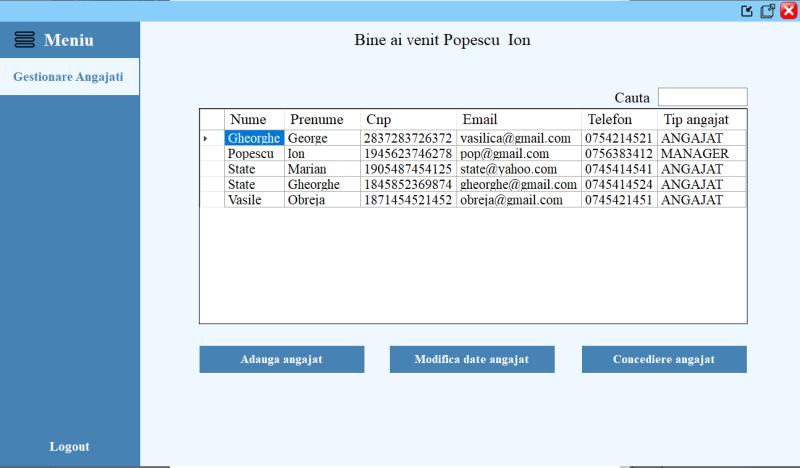 Meniu
Bine ai venit Popescu  Ion
Gestionare Angajati
Cauta
Nume Prenume Cnp Email Telefon Tip angajat
Gheorghe George 2837283726372 vasilica@gmail.com 0754214521 ANGAJAT
Popescu Ion 1945623746278 pop@gmail.com 0756383412 MANAGER
State Marian 1905487454125 state@yahoo.com 0745414541 ANGAJAT
State Gheorghe 1845852369874 gheorghe@gmail.com 0745414524 ANGAJAT
Vasile Obreja 1871454521452 obreja@gmail.com 0745421451 ANGAJAT
Adauga angajat
Modifica date angajat
Concediere angajat
Logout